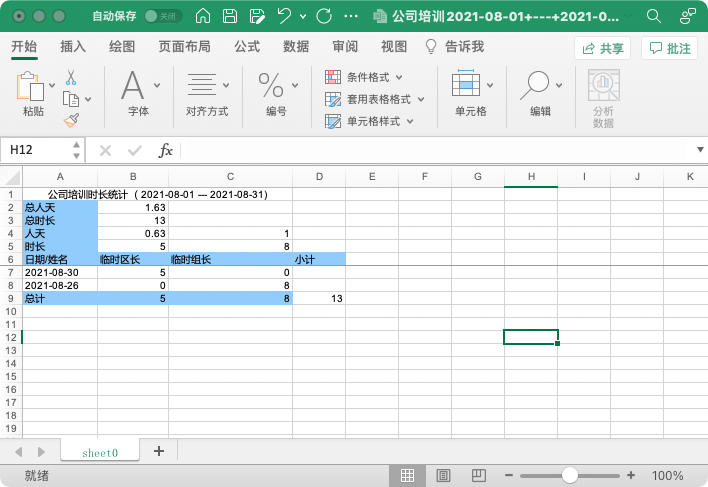 自动保存 关闭 公司培训2021-08-01+---+2021-0...
开始 插入 绘图 页面布局 公式 数据 审阅 视图 告诉我 共享 批注
粘贴 字体 对齐方式 % 编号 条件格式 套用表格格式 单元格样式 单元格 编辑 分析数据
H12 fx
A B C D E F G H I J K
1 公司培训时长统计（ 2021-08-01 --- 2021-08-31)
2 总人天 1.63
3 总时长 13
4 人天 0.63 1
5 时长 5 8
6 日期/姓名 临时区长 临时组长 小计
7 2021-08-30 5 0
8 2021-08-26 0 8
9 总计 5 8 13
10
11
12
13
14
15
16
17
18
19
sheet0 +
就绪 100%